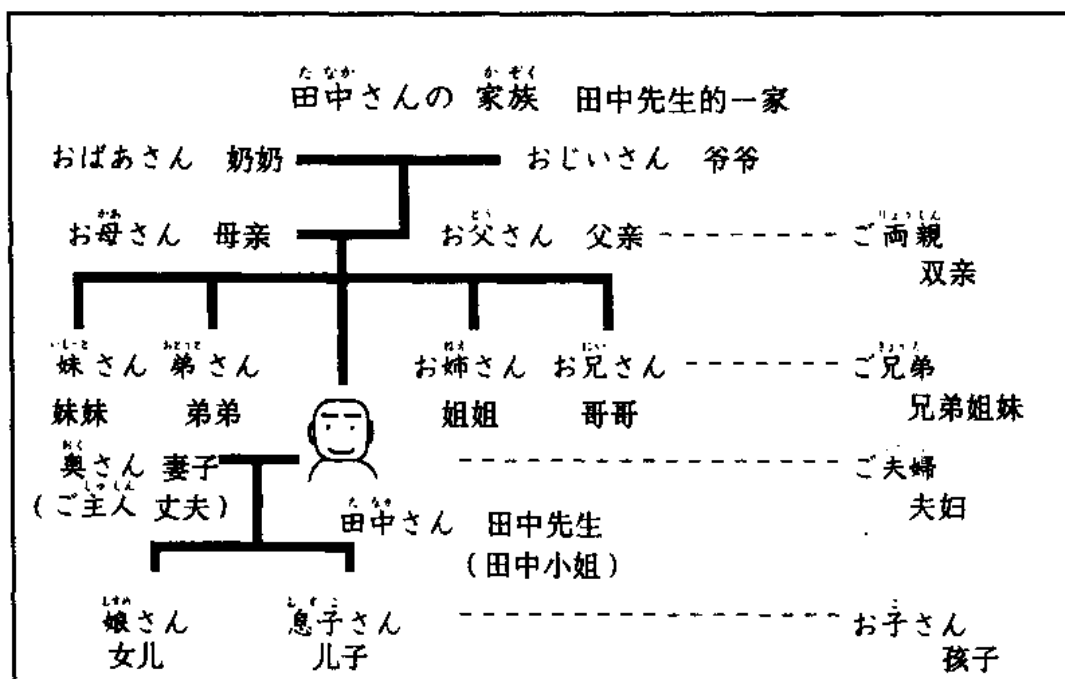 田中さんの 家族 田中先生的一家
おばあさん 奶奶 おじいさん 爷爷
お母さん 母亲 お父さん 父亲 ご両親
双亲
妹さん 弟さん お姉さん お兄さん ご兄弟
妹妹 弟弟 姐姐 哥哥 兄弟姐妹
奥さん 妻子 ご夫婦
(ご主人 丈夫) 夫妇
田中さん 田中先生
(田中小姐)
娘さん 息子さん お子さん
女儿 儿子 孩子